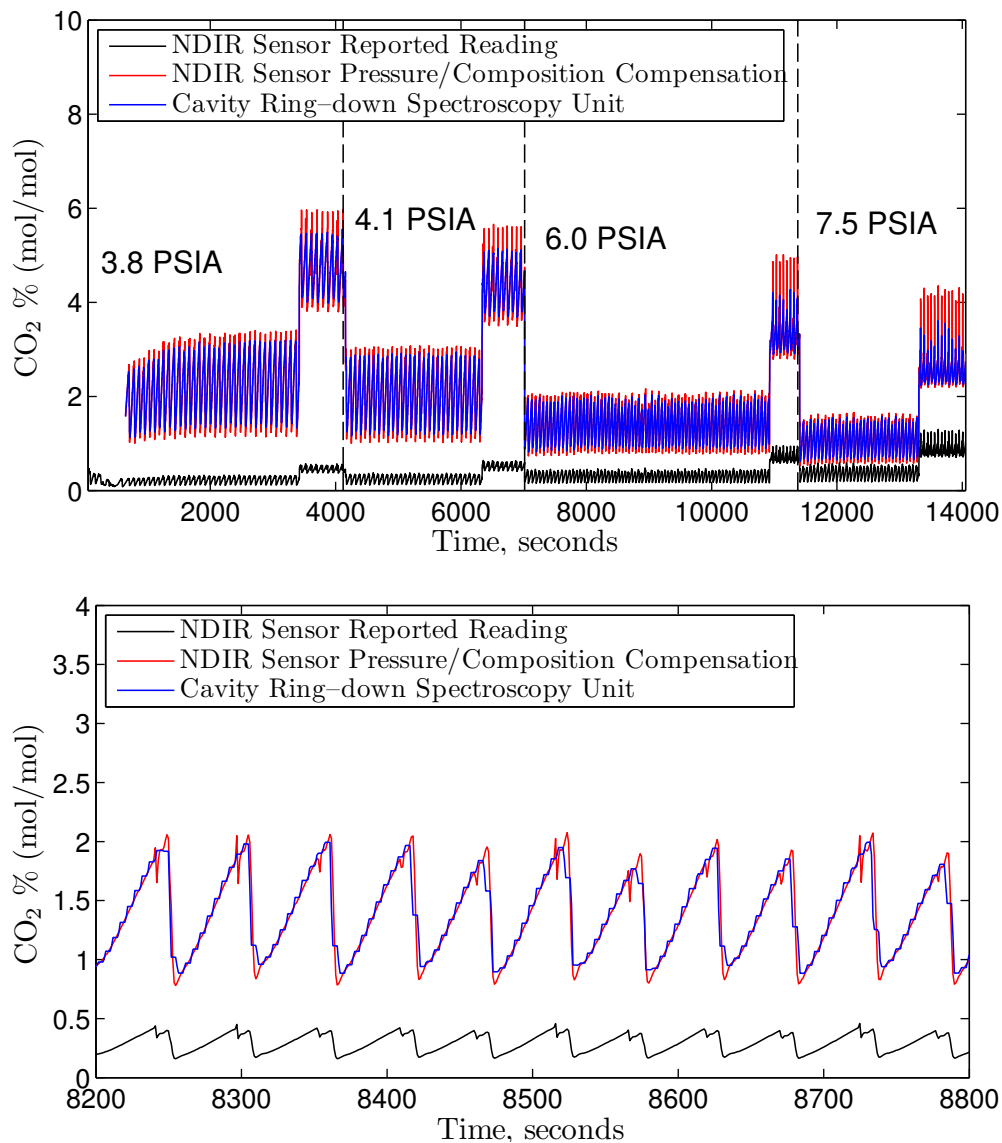 10
8
6
4
2
0
CO2 % (mol/mol)
NDIR Sensor Reported Reading
NDIR Sensor Pressure/Composition Compensation
Cavity Ring–down Spectroscopy Unit
3.8 PSIA
4.1 PSIA
6.0 PSIA
7.5 PSIA
2000 4000 6000 8000 10000 12000 14000
Time, seconds
4
3.5
3
2.5
2
1.5
1
0.5
0
CO2 % (mol/mol)
NDIR Sensor Reported Reading
NDIR Sensor Pressure/Composition Compensation
Cavity Ring–down Spectroscopy Unit
8200 8300 8400 8500 8600 8700 8800
Time, seconds